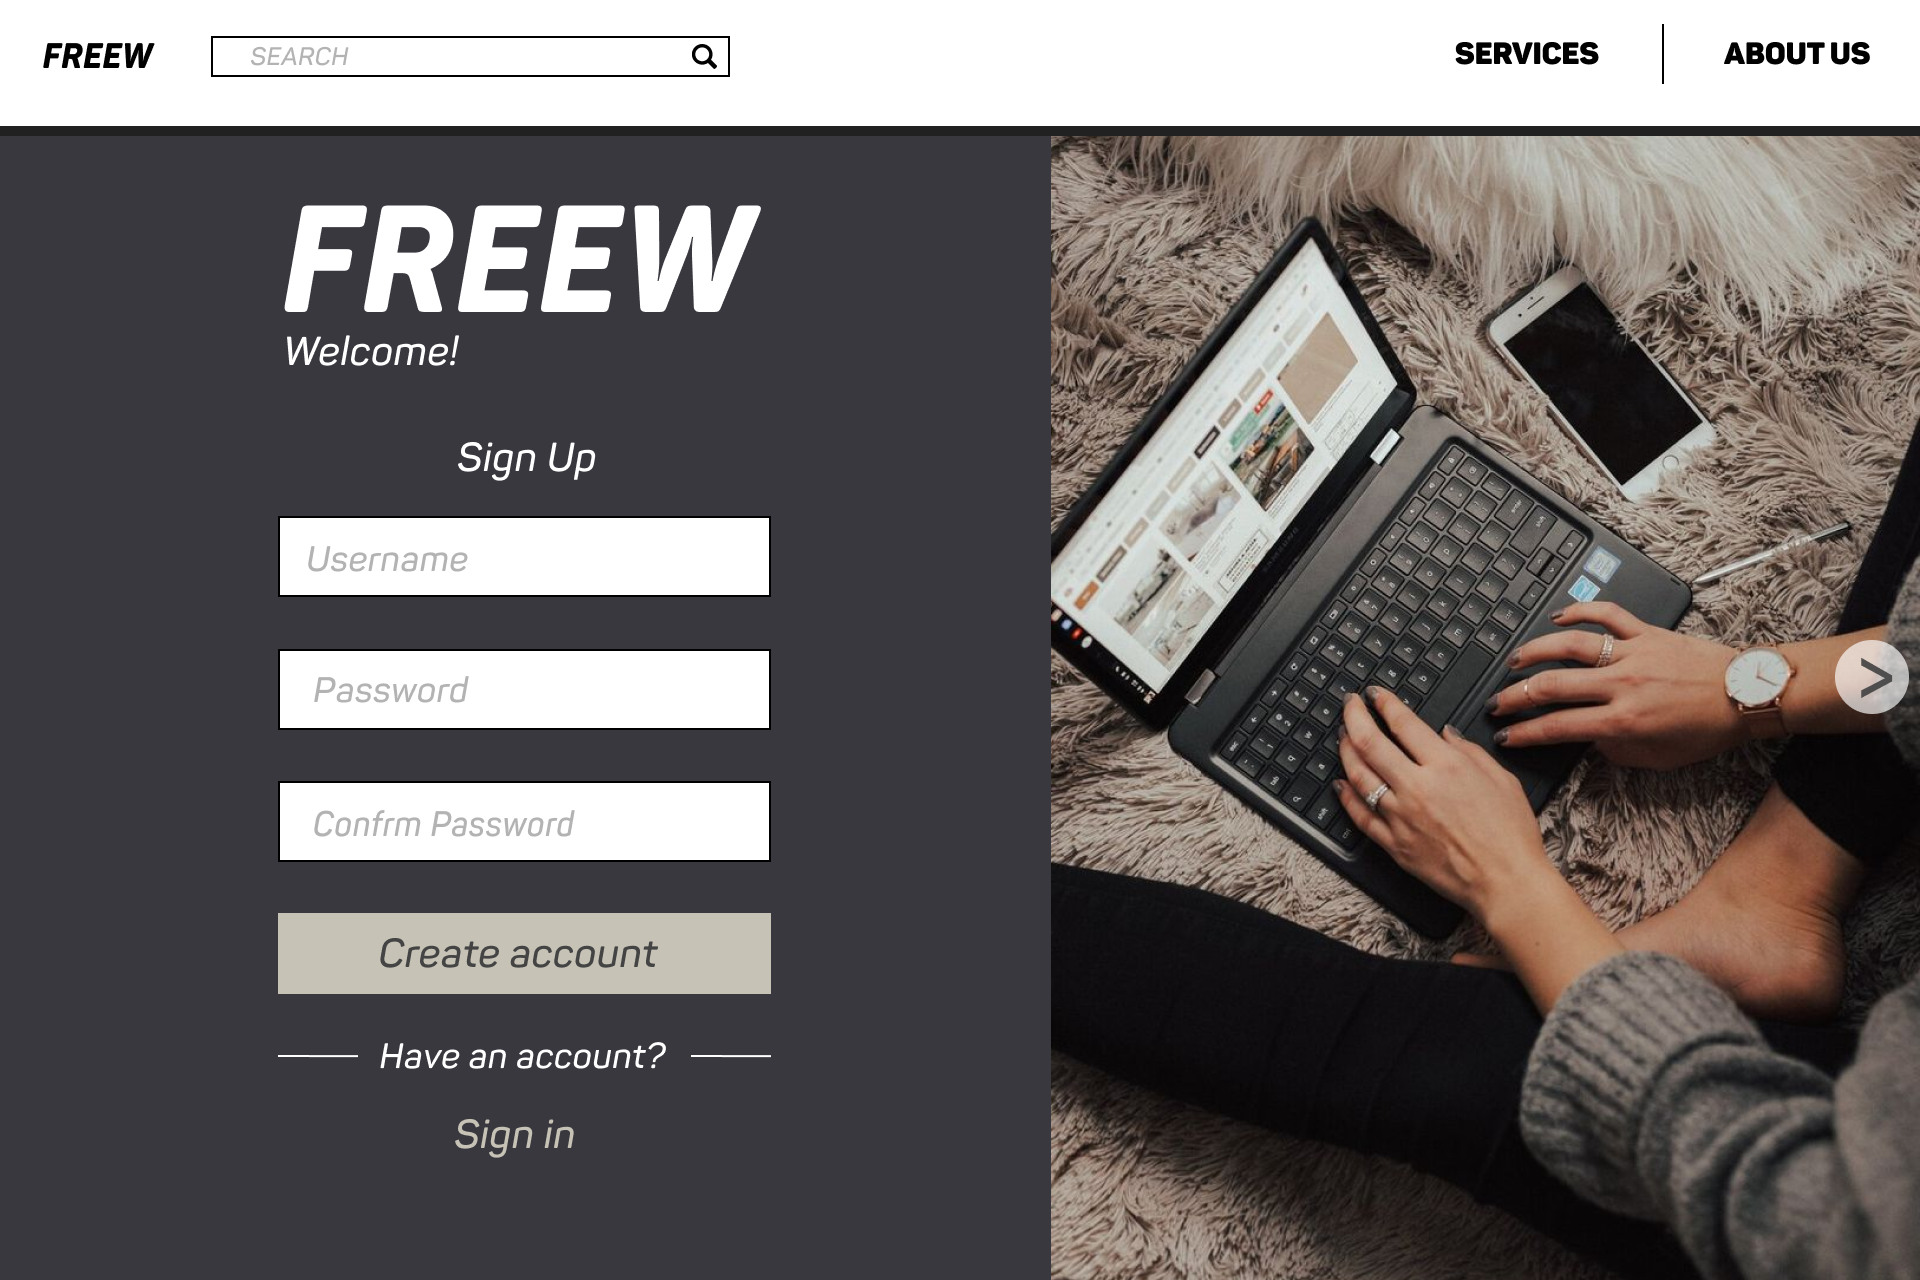 FREEW
SEARCH
SERVICES
ABOUT US
FREEW
Welcome!
Sign Up
Username
Password
Confrm Password
Create account
Have an account?
Sign in
>